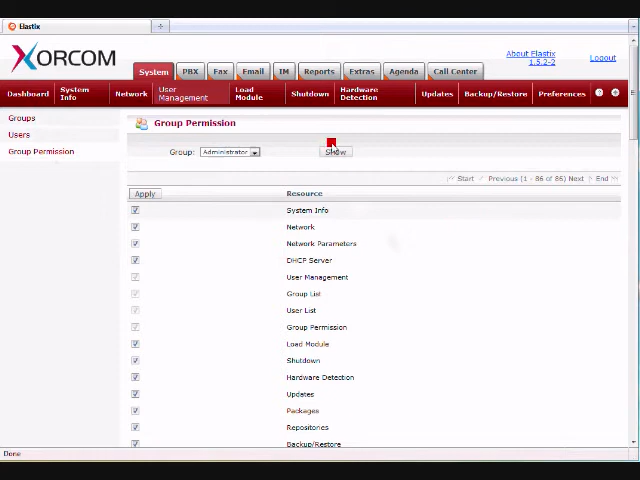 Elastix
XORCOM
About Elastix
1.5.2-2
Logout
System PBX Fax Email IM Reports Extras Agenda Call Center
Dashboard System Info Network User Management Load Module Shutdown Hardware Detection Updates Backup/Restore Preferences
Groups
Users
Group Permission
Group Permission
Group: Administrator Show
Start Previous (1 - 86 of 86) Next End
Apply Resource
System Info
Network
Network Parameters
DHCP Server
User Management
Group List
User List
Group Permission
Load Module
Shutdown
Hardware Detection
Updates
Packages
Repositories
Backup/Restore
Done